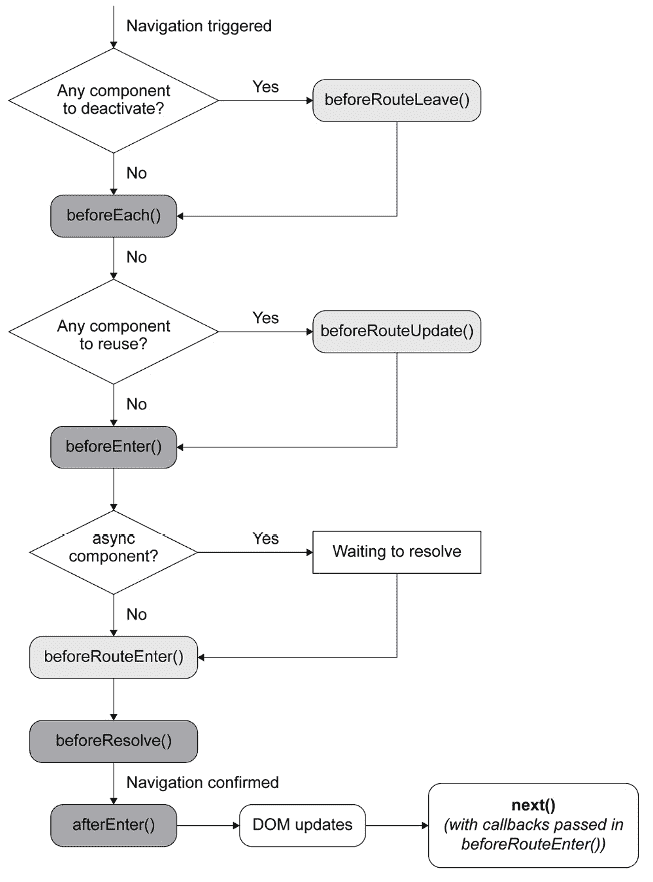 Navigation triggered
Any component
to deactivate?
Yes
beforeRouteLeave()
No
beforeEach()
No
Any component
to reuse?
Yes
beforeRouteUpdate()
No
beforeEnter()
async
component?
Yes
Waiting to resolve
No
beforeRouteEnter()
beforeResolve()
Navigation confirmed
afterEnter()
DOM updates
next()
(with callbacks passed in
beforeRouteEnter())